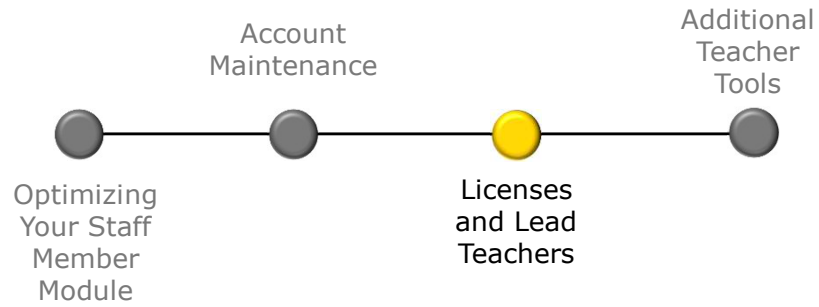 Optimizing
Your Staff
Member
Module
Account
Maintenance
Licenses
and Lead
Teachers
Additional
Teacher
Tools